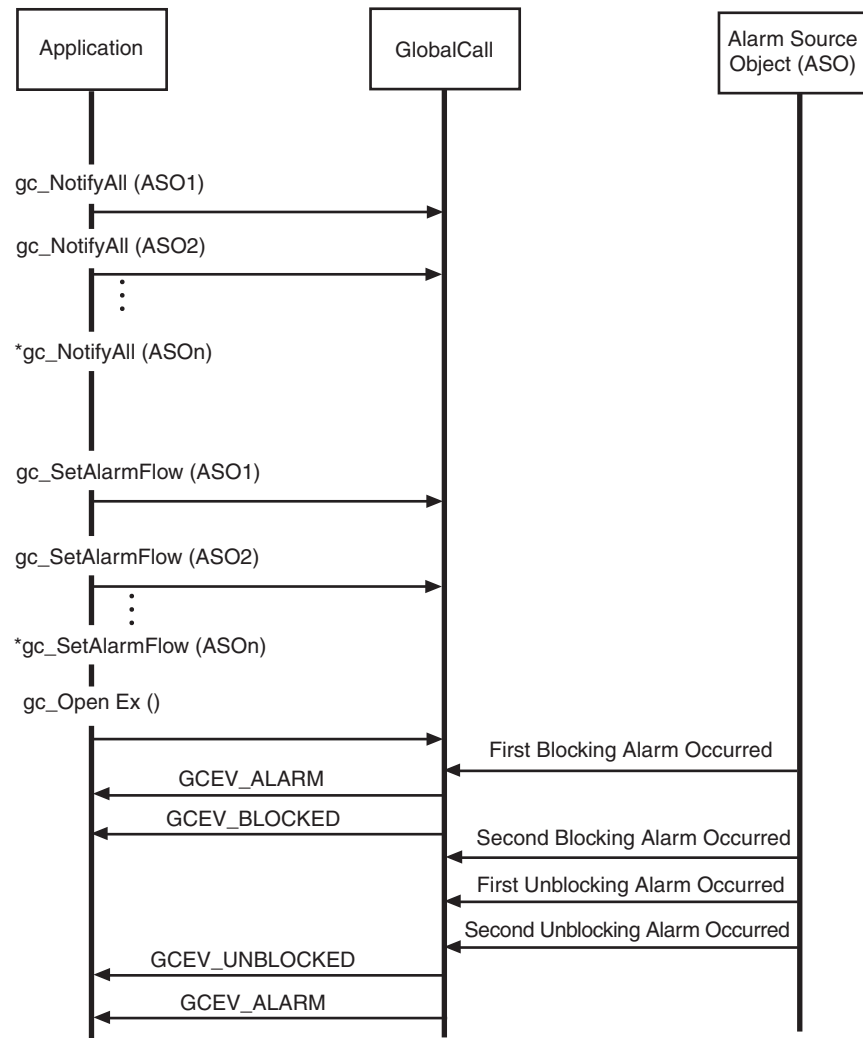 Application
GlobalCall
Alarm Source
Object (ASO)
gc_NotifyAll (ASO1)
gc_NotifyAll (ASO2)
*gc_NotifyAll (ASOn)
gc_SetAlarmFlow (ASO1)
gc_SetAlarmFlow (ASO2)
*gc_SetAlarmFlow (ASOn)
gc_Open Ex ()
First Blocking Alarm Occurred
GCEV_ALARM
GCEV_BLOCKED
Second Blocking Alarm Occurred
First Unblocking Alarm Occurred
Second Unblocking Alarm Occurred
GCEV_UNBLOCKED
GCEV_ALARM